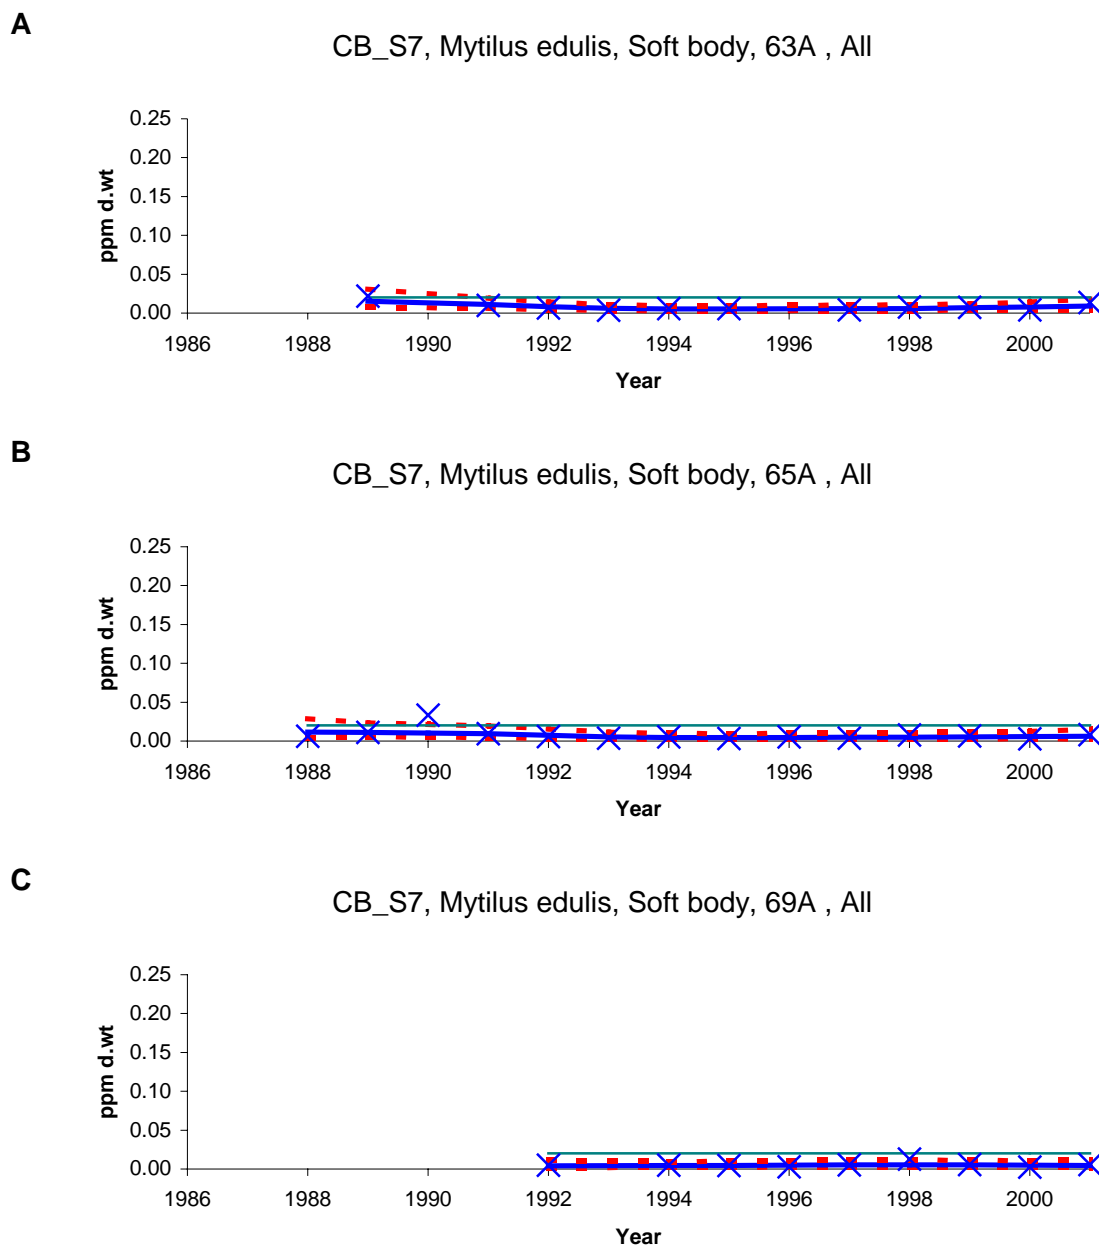 A
CB_S7, Mytilus edulis, Soft body, 63A , All
0.25
0.20
0.15
0.10
0.05
0.00
ppm d.wt
1986 1988 1990 1992 1994 1996 1998 2000
Year
B
CB_S7, Mytilus edulis, Soft body, 65A , All
0.25
0.20
0.15
0.10
0.05
0.00
ppm d.wt
1986 1988 1990 1992 1994 1996 1998 2000
Year
C
CB_S7, Mytilus edulis, Soft body, 69A , All
0.25
0.20
0.15
0.10
0.05
0.00
ppm d.wt
1986 1988 1990 1992 1994 1996 1998 2000
Year